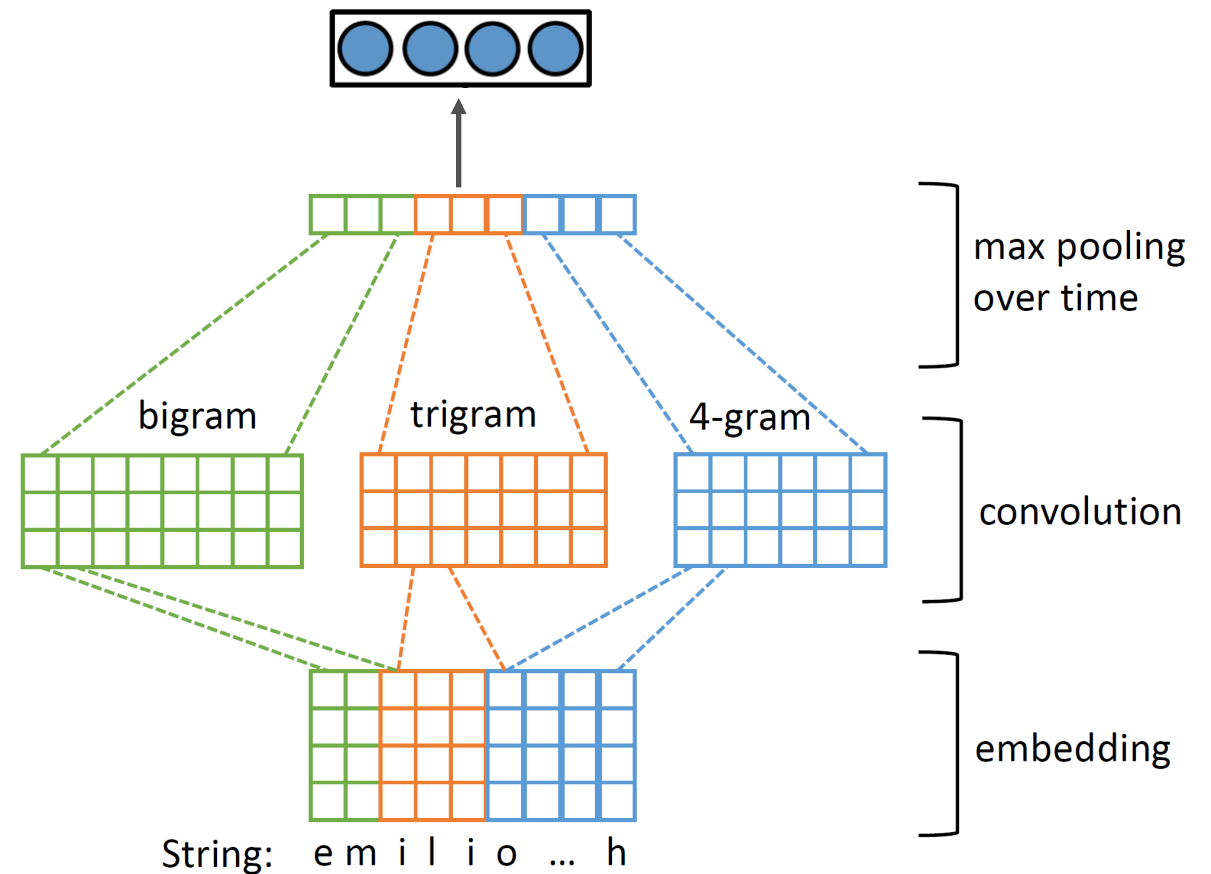 max pooling
over time
bigram
trigram
4-gram
convolution
embedding
String: e m i l i o ... h